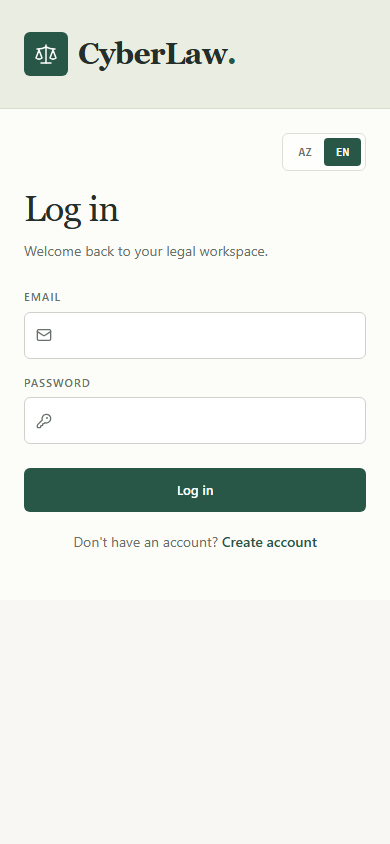 CyberLaw.
AZ EN
Log in
Welcome back to your legal workspace.
EMAIL
PASSWORD
Log in
Don't have an account? Create account